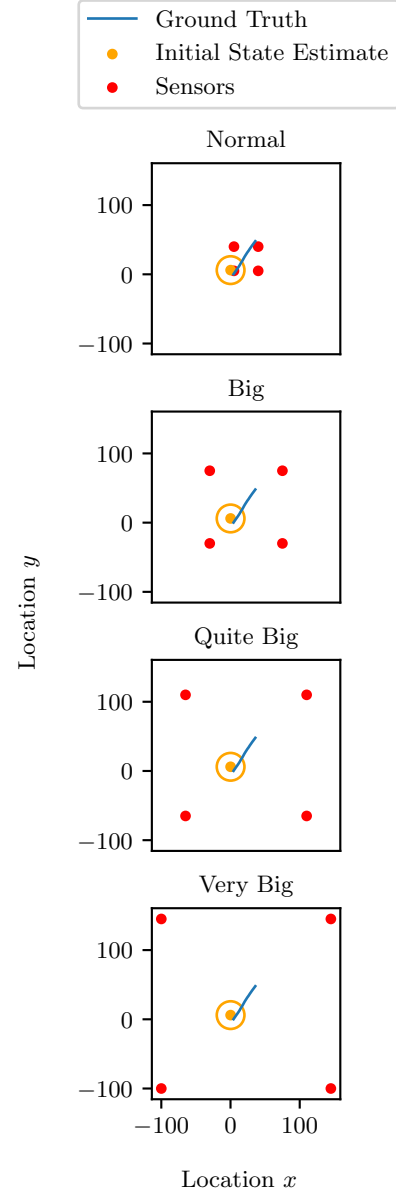 Ground Truth
Initial State Estimate
Sensors
Normal
100
0
−100
Big
100
0
−100
Quite Big
100
0
−100
Very Big
100
0
−100
−100 0 100
Location x
Location y